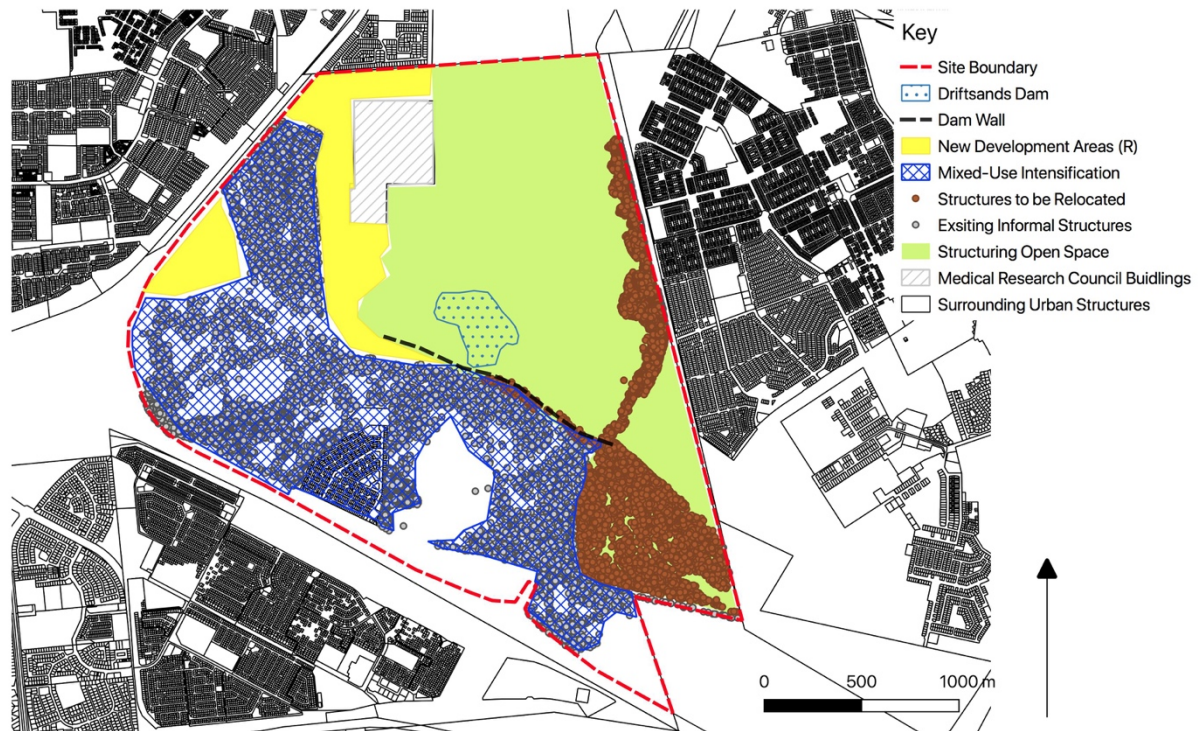 Key
Site Boundary
Driftsands Dam
Dam Wall
New Development Areas (R)
Mixed-Use Intensification
Structures to be Relocated
Exsiting Informal Structures
Structuring Open Space
Medical Research Council Buidlings
Surrounding Urban Structures
0 500 1000 m